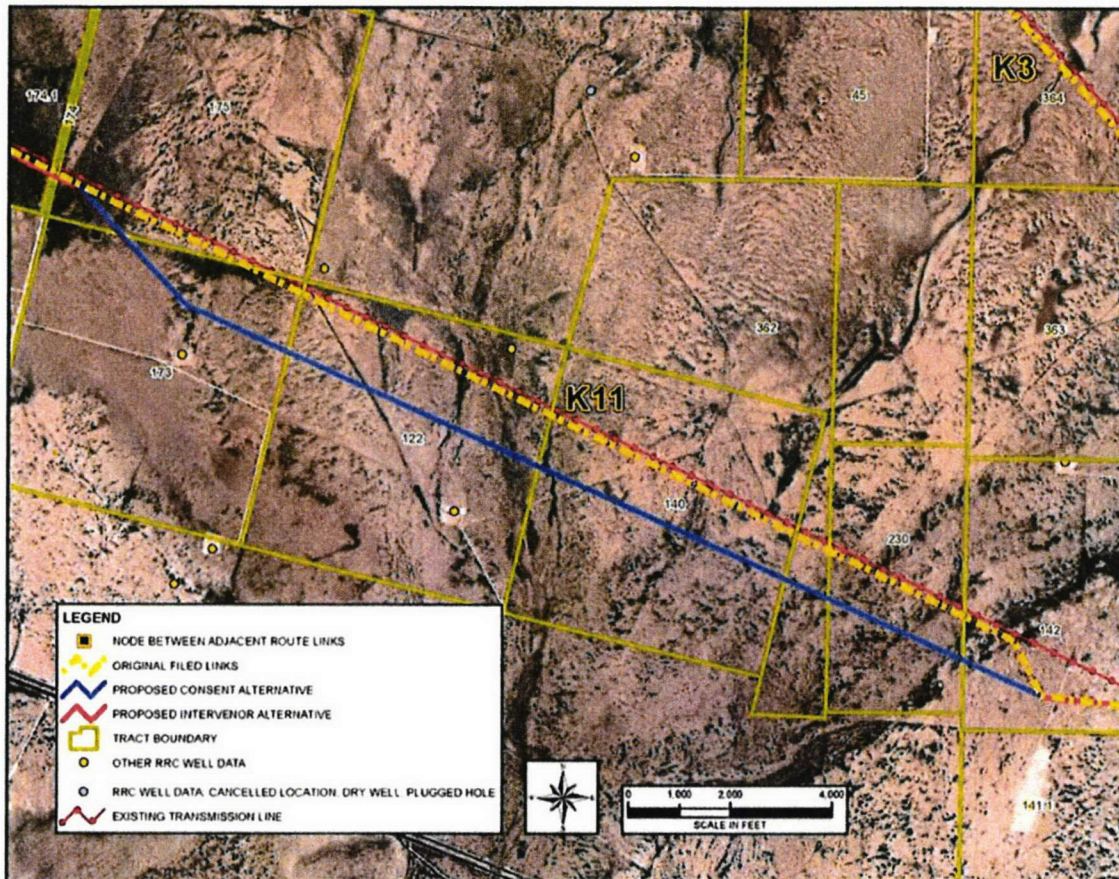 K3
364
45
174.1
174
175
362
363
K11
173
122
140
230
142
141.1
LEGEND
NODE BETWEEN ADJACENT ROUTE LINKS
ORIGINAL FILED LINKS
PROPOSED CONSENT ALTERNATIVE
PROPOSED INTERVENOR ALTERNATIVE
TRACT BOUNDARY
OTHER RRC WELL DATA
RRC WELL DATA, CANCELLED LOCATION, DRY WELL, PLUGGED HOLE
EXISTING TRANSMISSION LINE
N
0 1,000 2,000 4,000
SCALE IN FEET